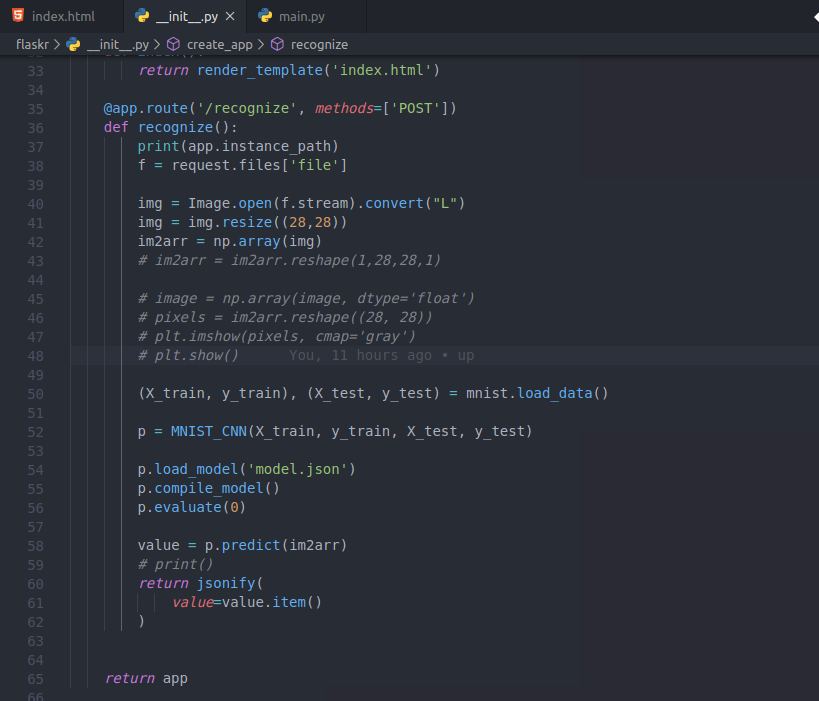 index.html
__init__.py ×
main.py
flaskr > __init__.py > create_app > recognize
33 return render_template('index.html')
34
35 @app.route('/recognize', methods=['POST'])
36 def recognize():
37 print(app.instance_path)
38 f = request.files['file']
39
40 img = Image.open(f.stream).convert("L")
41 img = img.resize((28,28))
42 im2arr = np.array(img)
43 # im2arr = im2arr.reshape(1,28,28,1)
44
45 # image = np.array(image, dtype='float')
46 # pixels = im2arr.reshape((28, 28))
47 # plt.imshow(pixels, cmap='gray')
48 # plt.show() You, 11 hours ago • up
49
50 (X_train, y_train), (X_test, y_test) = mnist.load_data()
51
52 p = MNIST_CNN(X_train, y_train, X_test, y_test)
53
54 p.load_model('model.json')
55 p.compile_model()
56 p.evaluate(0)
57
58 value = p.predict(im2arr)
59 # print()
60 return jsonify(
61 value=value.item()
62 )
63
64
65 return app
66